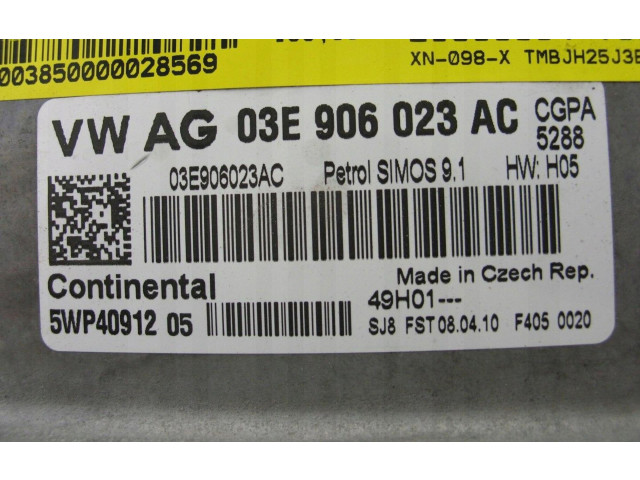 003850000028569
XN-098-X TMBJH25J3B
VW AG 03E 906 023 AC CGPA
5288
03E906023AC Petrol SIMOS 9.1 HW: H05
Continental Made in Czech Rep.
5WP40912 05 49H01---
SJ8 FST 08.04.10 F405 0020